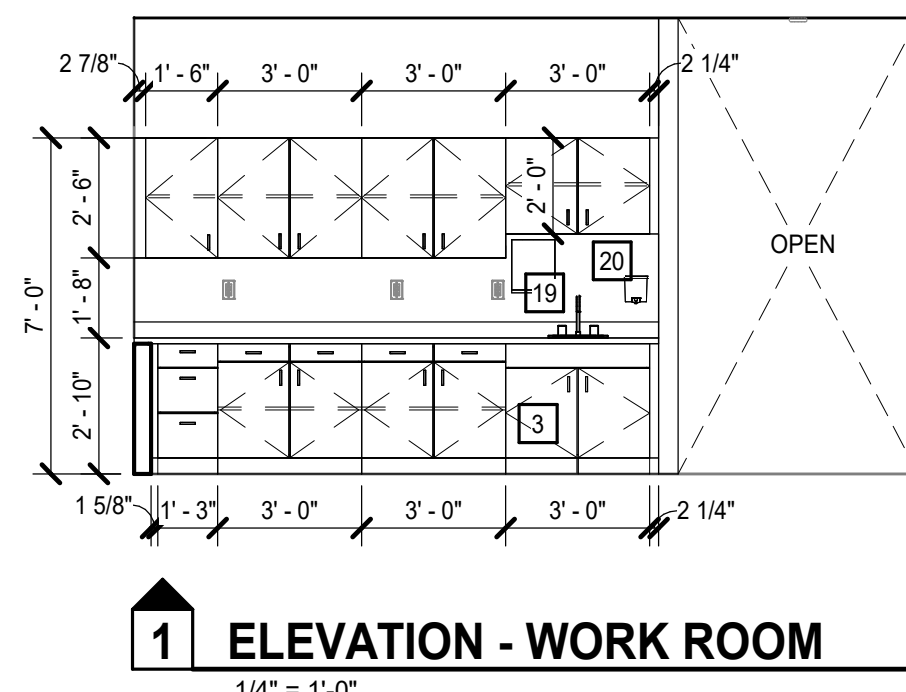 2 7/8" 1' - 6" 3' - 0" 3' - 0" 3' - 0" 2 1/4"
7' - 0"
2' - 6"
1' - 8"
2' - 10"
2' - 0"
OPEN
20
19
3
1 5/8" 1' - 3" 3' - 0" 3' - 0" 3' - 0" 2 1/4"
1 ELEVATION - WORK ROOM
1/4" = 1'-0"